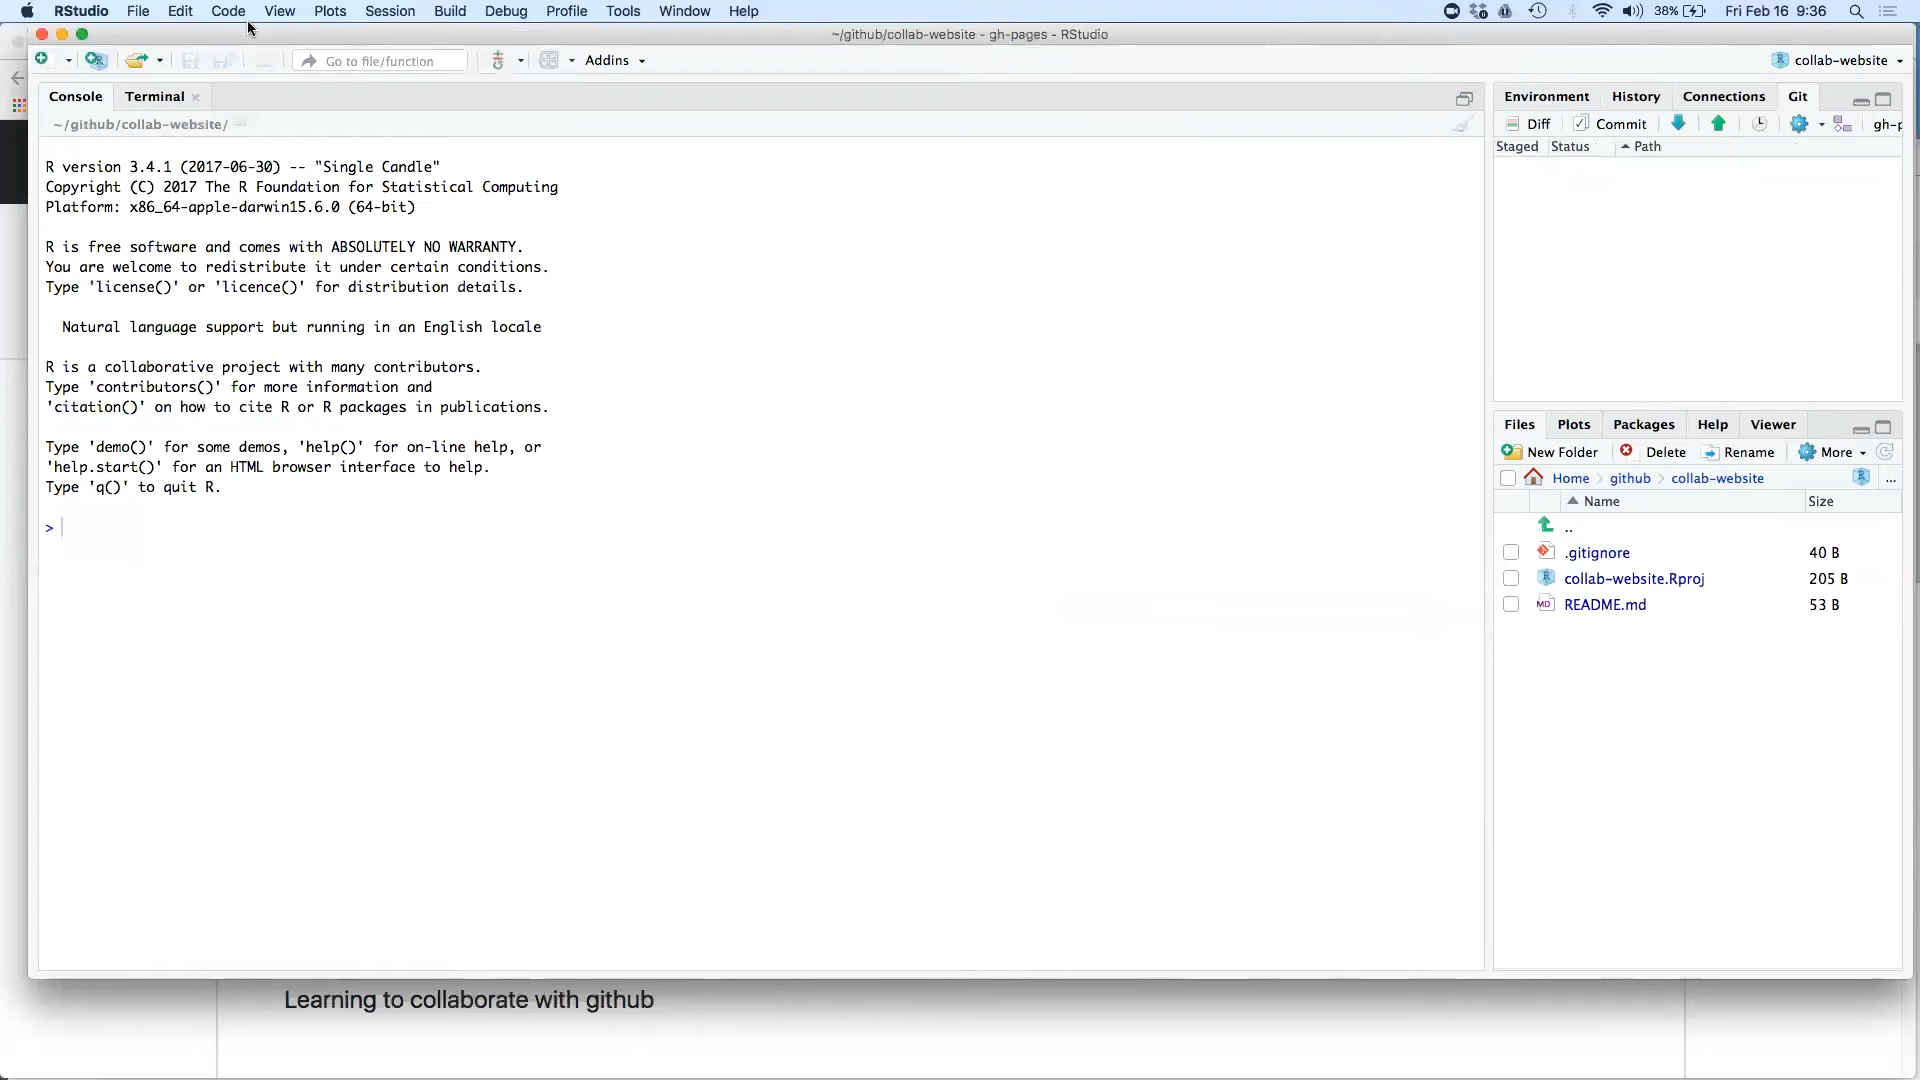 RStudio File Edit Code View Plots Session Build Debug Profile Tools Window Help 38% Fri Feb 16 9:36
~/github/collab-website - gh-pages - RStudio
Go to file/function Addins collab-website
Console Terminal
~/github/collab-website/
R version 3.4.1 (2017-06-30) -- "Single Candle"
Copyright (C) 2017 The R Foundation for Statistical Computing
Platform: x86_64-apple-darwin15.6.0 (64-bit)
R is free software and comes with ABSOLUTELY NO WARRANTY.
You are welcome to redistribute it under certain conditions.
Type 'license()' or 'licence()' for distribution details.
Natural language support but running in an English locale
R is a collaborative project with many contributors.
Type 'contributors()' for more information and
'citation()' on how to cite R or R packages in publications.
Type 'demo()' for some demos, 'help()' for on-line help, or
'help.start()' for an HTML browser interface to help.
Type 'q()' to quit R.
>
Environment History Connections Git
Diff Commit gh-p
Staged Status Path
Files Plots Packages Help Viewer
New Folder Delete Rename More
Home github collab-website ...
Name Size
..
.gitignore 40 B
collab-website.Rproj 205 B
MD README.md 53 B
Learning to collaborate with github